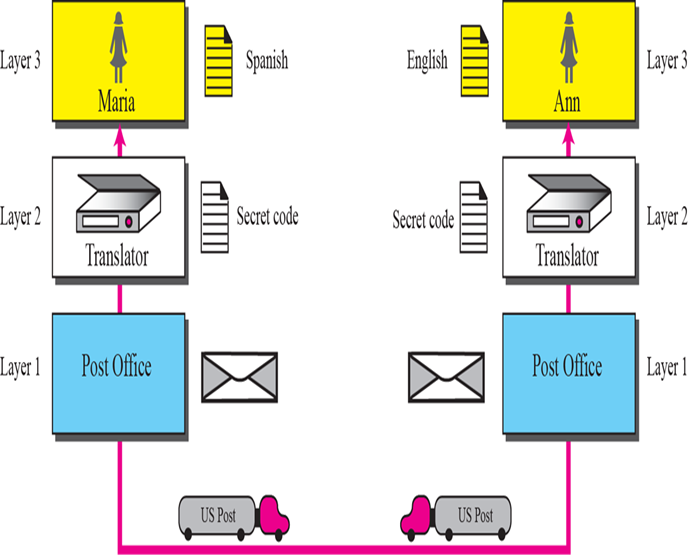 Layer 3
Maria
Spanish
English
Ann
Layer 3
Layer 2
Translator
Secret code
Secret code
Translator
Layer 2
Layer 1
Post Office
Post Office
Layer 1
US Post
US Post